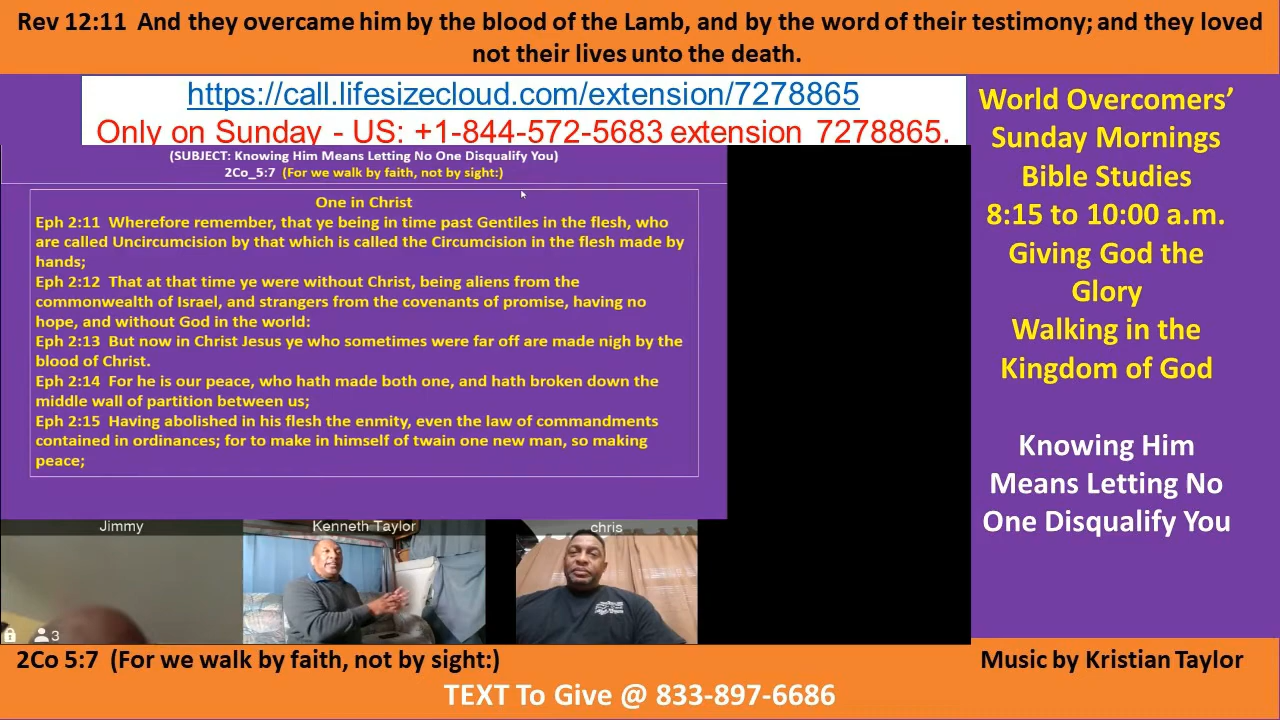 Rev 12:11  And they overcame him by the blood of the Lamb, and by the word of their testimony; and they loved
not their lives unto the death.
https://call.lifesizecloud.com/extension/7278865
Only on Sunday - US: +1-844-572-5683 extension 7278865.
(SUBJECT: Knowing Him Means Letting No One Disqualify You)
2Co_5:7  (For we walk by faith, not by sight:)
One in Christ
Eph 2:11  Wherefore remember, that ye being in time past Gentiles in the flesh, who
are called Uncircumcision by that which is called the Circumcision in the flesh made by
hands;
Eph 2:12  That at that time ye were without Christ, being aliens from the
commonwealth of Israel, and strangers from the covenants of promise, having no
hope, and without God in the world:
Eph 2:13  But now in Christ Jesus ye who sometimes were far off are made nigh by the
blood of Christ.
Eph 2:14  For he is our peace, who hath made both one, and hath broken down the
middle wall of partition between us;
Eph 2:15  Having abolished in his flesh the enmity, even the law of commandments
contained in ordinances; for to make in himself of twain one new man, so making
peace;
Jimmy
Kenneth Taylor
chris
3
World Overcomers’
Sunday Mornings
Bible Studies
8:15 to 10:00 a.m.
Giving God the
Glory
Walking in the
Kingdom of God
Knowing Him
Means Letting No
One Disqualify You
2Co 5:7  (For we walk by faith, not by sight:)
Music by Kristian Taylor
TEXT To Give @ 833-897-6686